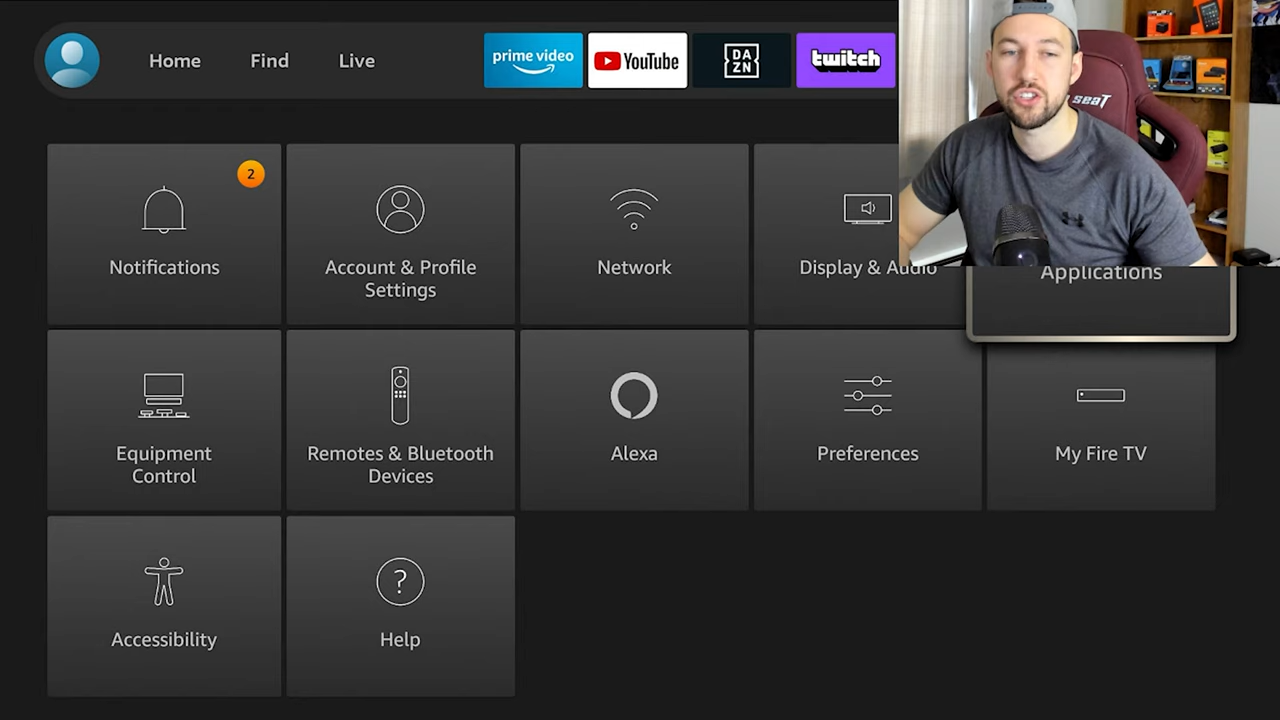 Home
Find
Live
prime video
YouTube
DA
ZN
twitch
2
Notifications
Account & Profile
Settings
Network
Display & Audio
Applications
Equipment
Control
Remotes & Bluetooth
Devices
Alexa
Preferences
My Fire TV
Accessibility
?
Help
seaT